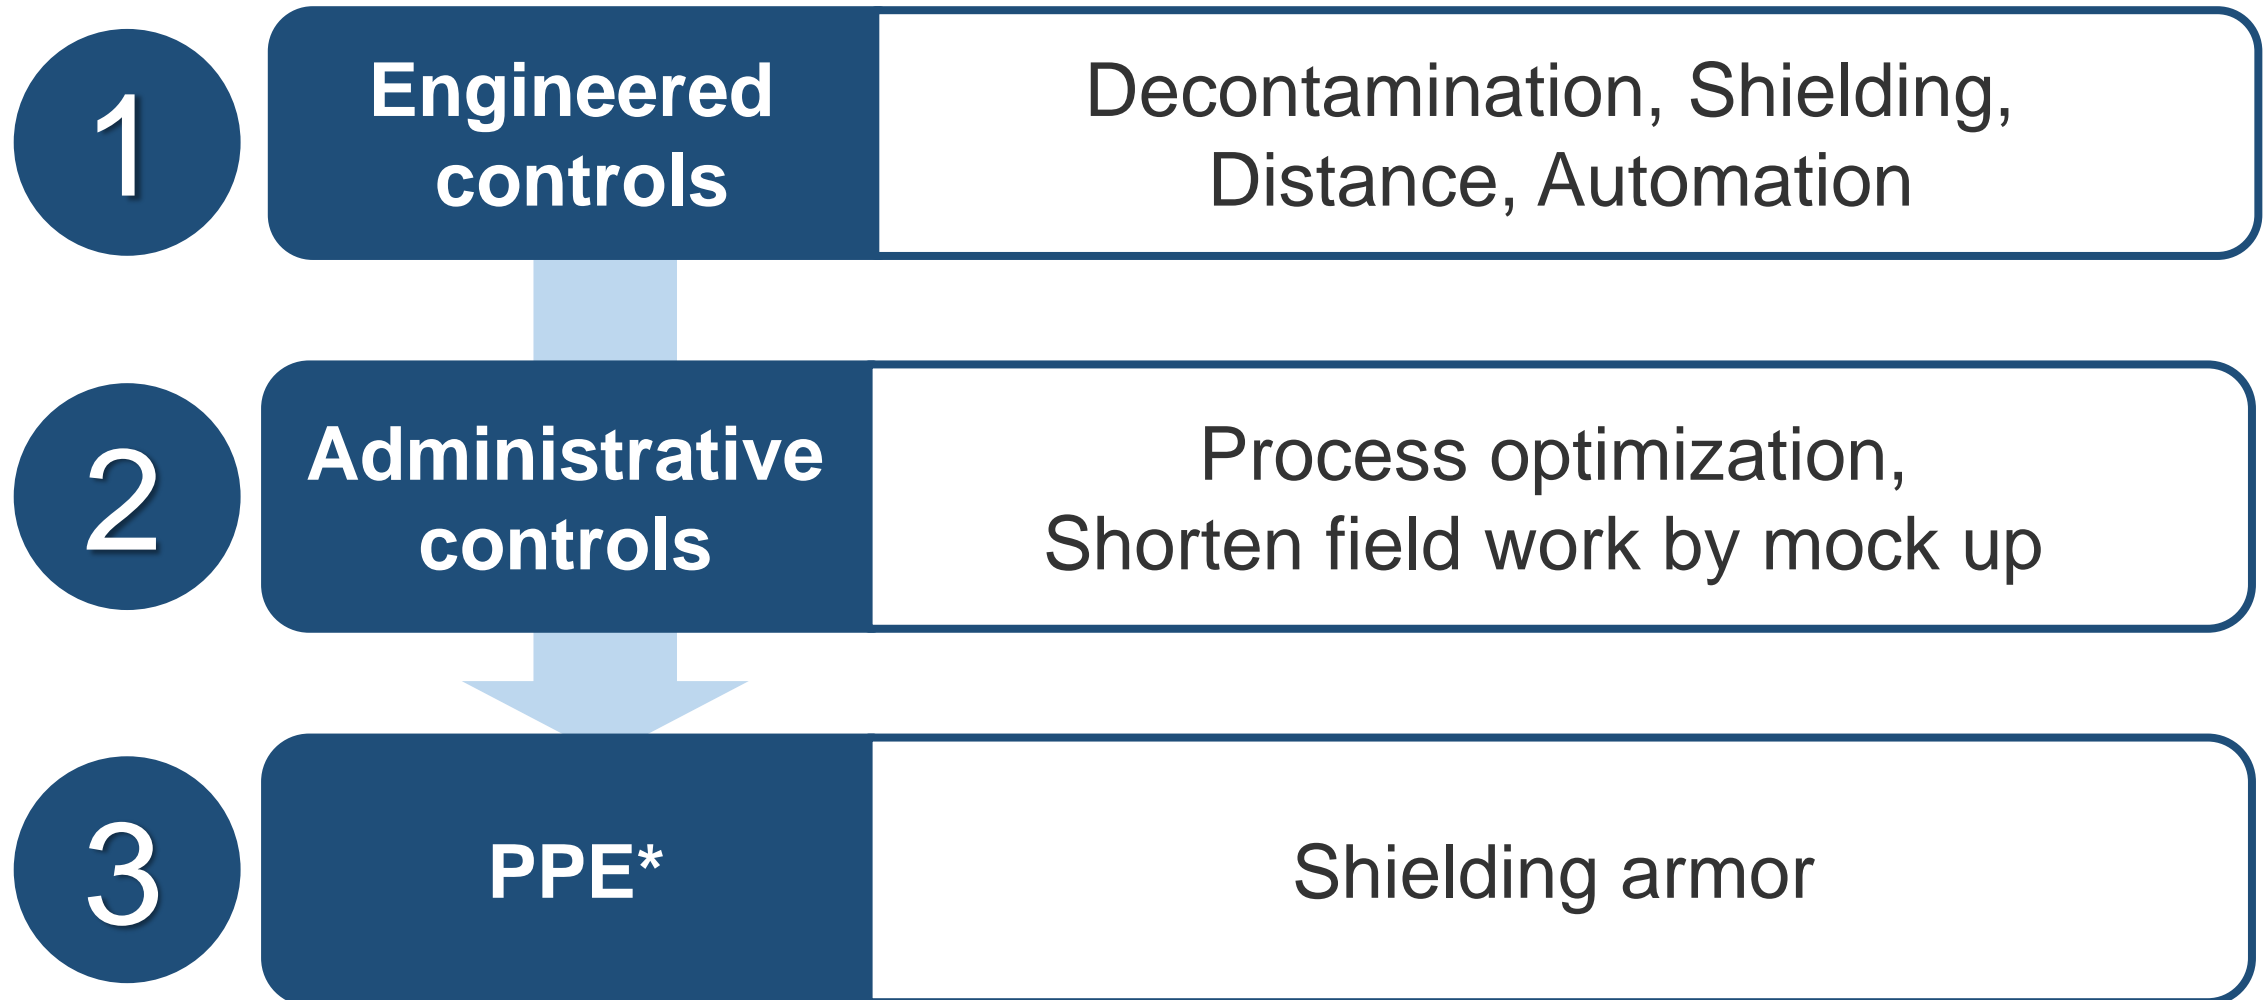 1
Engineered
controls
Decontamination, Shielding,
Distance, Automation
2
Administrative
controls
Process optimization,
Shorten field work by mock up
3
PPE*
Shielding armor